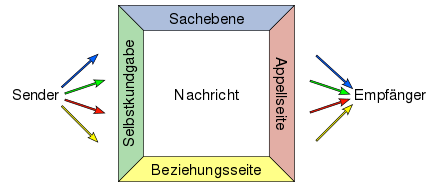 Sachebene
Sender
Selbstkundgabe
Nachricht
Appellseite
Empfänger
Beziehungsseite